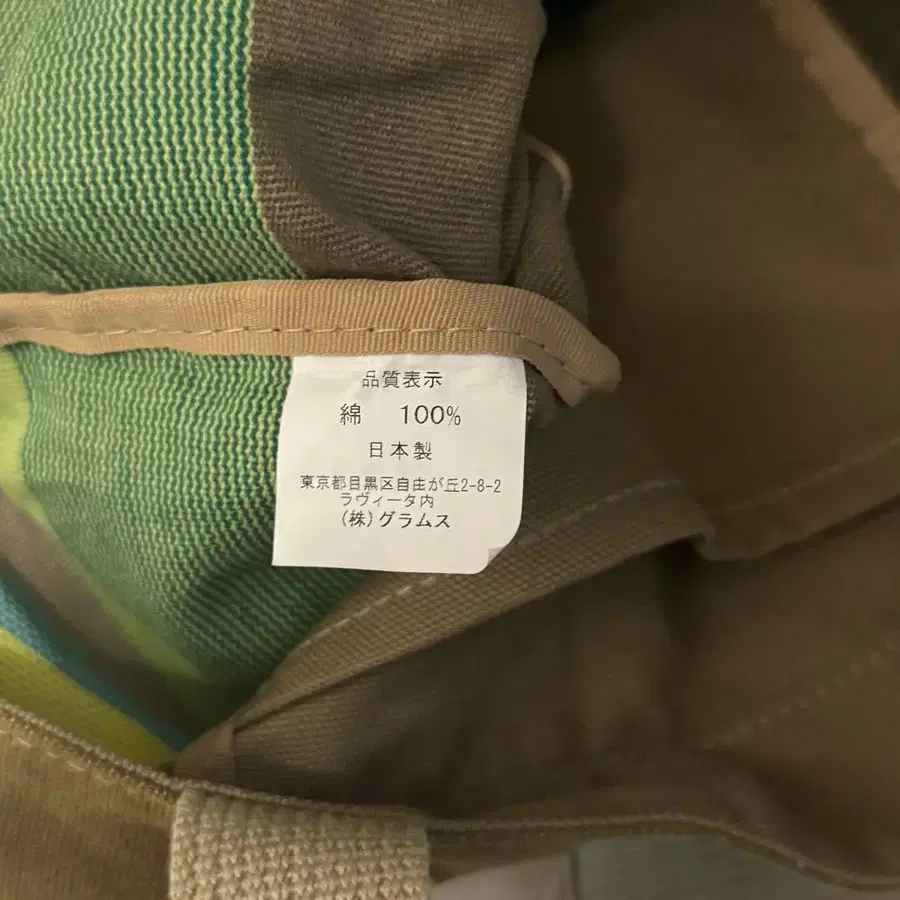 品質表示
綿 100%
日本製
東京都目黒区自由が丘2-8-2
ラヴィータ内
(株)グラムス